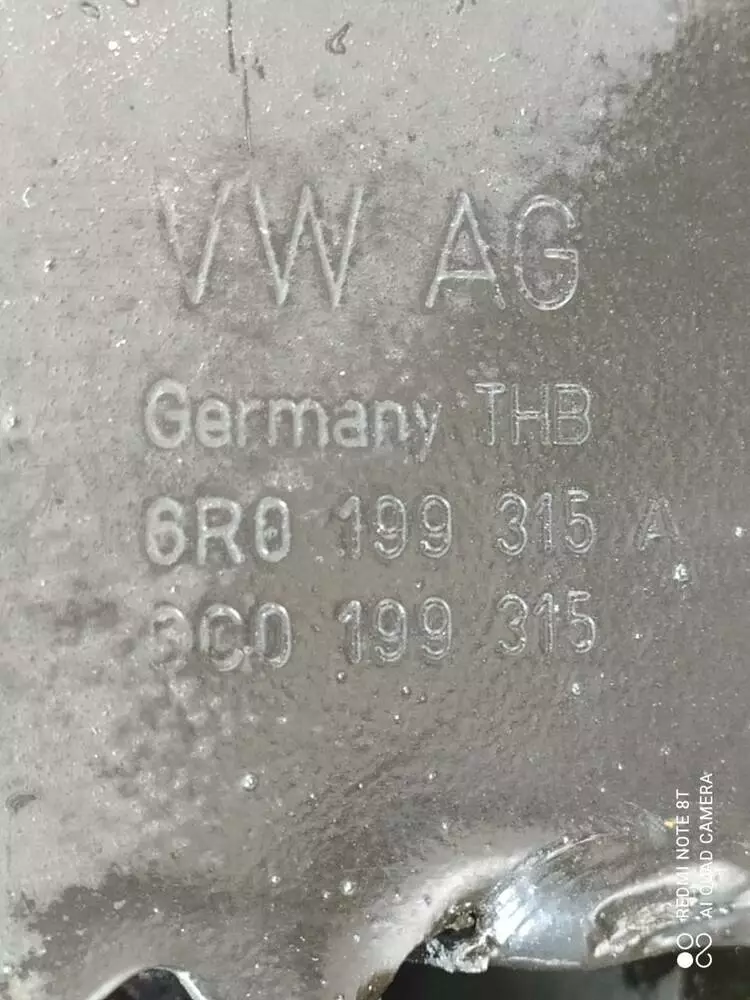 VW AG
Germany THB
6R0 199 315 A
6C0 199 315
REDMI NOTE 8T
AI QUAD CAMERA